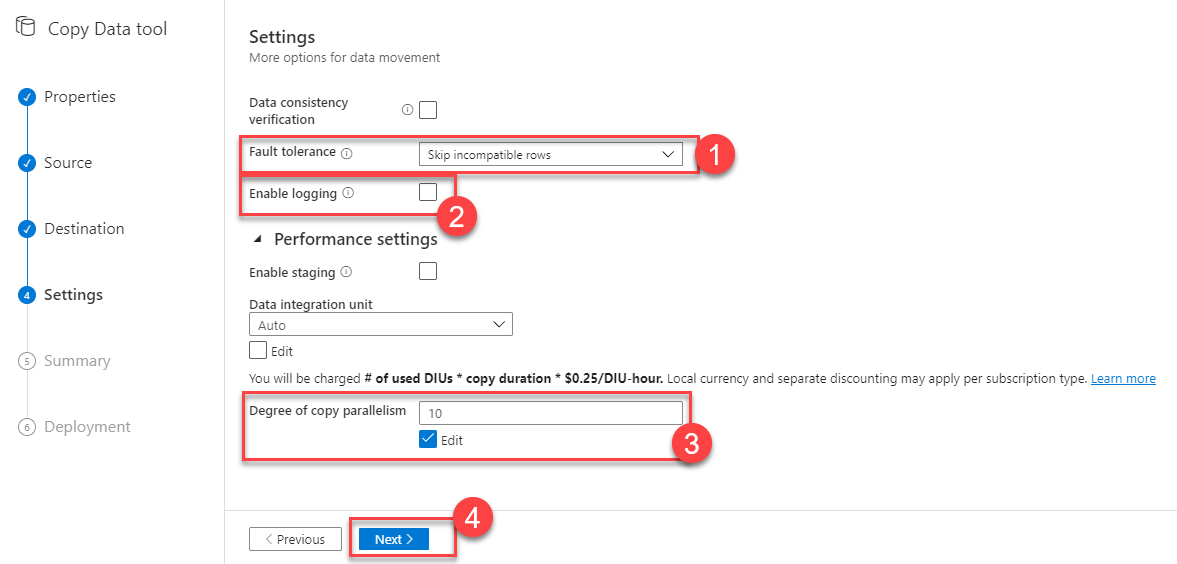 Copy Data tool
Properties
Source
Destination
4 Settings
5 Summary
6 Deployment
Settings
More options for data movement
Data consistency
verification
Fault tolerance
Skip incompatible rows
1
Enable logging
2
Performance settings
Enable staging
Data integration unit
Auto
Edit
You will be charged # of used DIUs * copy duration * $0.25/DIU-hour. Local currency and separate discounting may apply per subscription type. Learn more
Degree of copy parallelism
10
Edit
3
< Previous
Next >
4